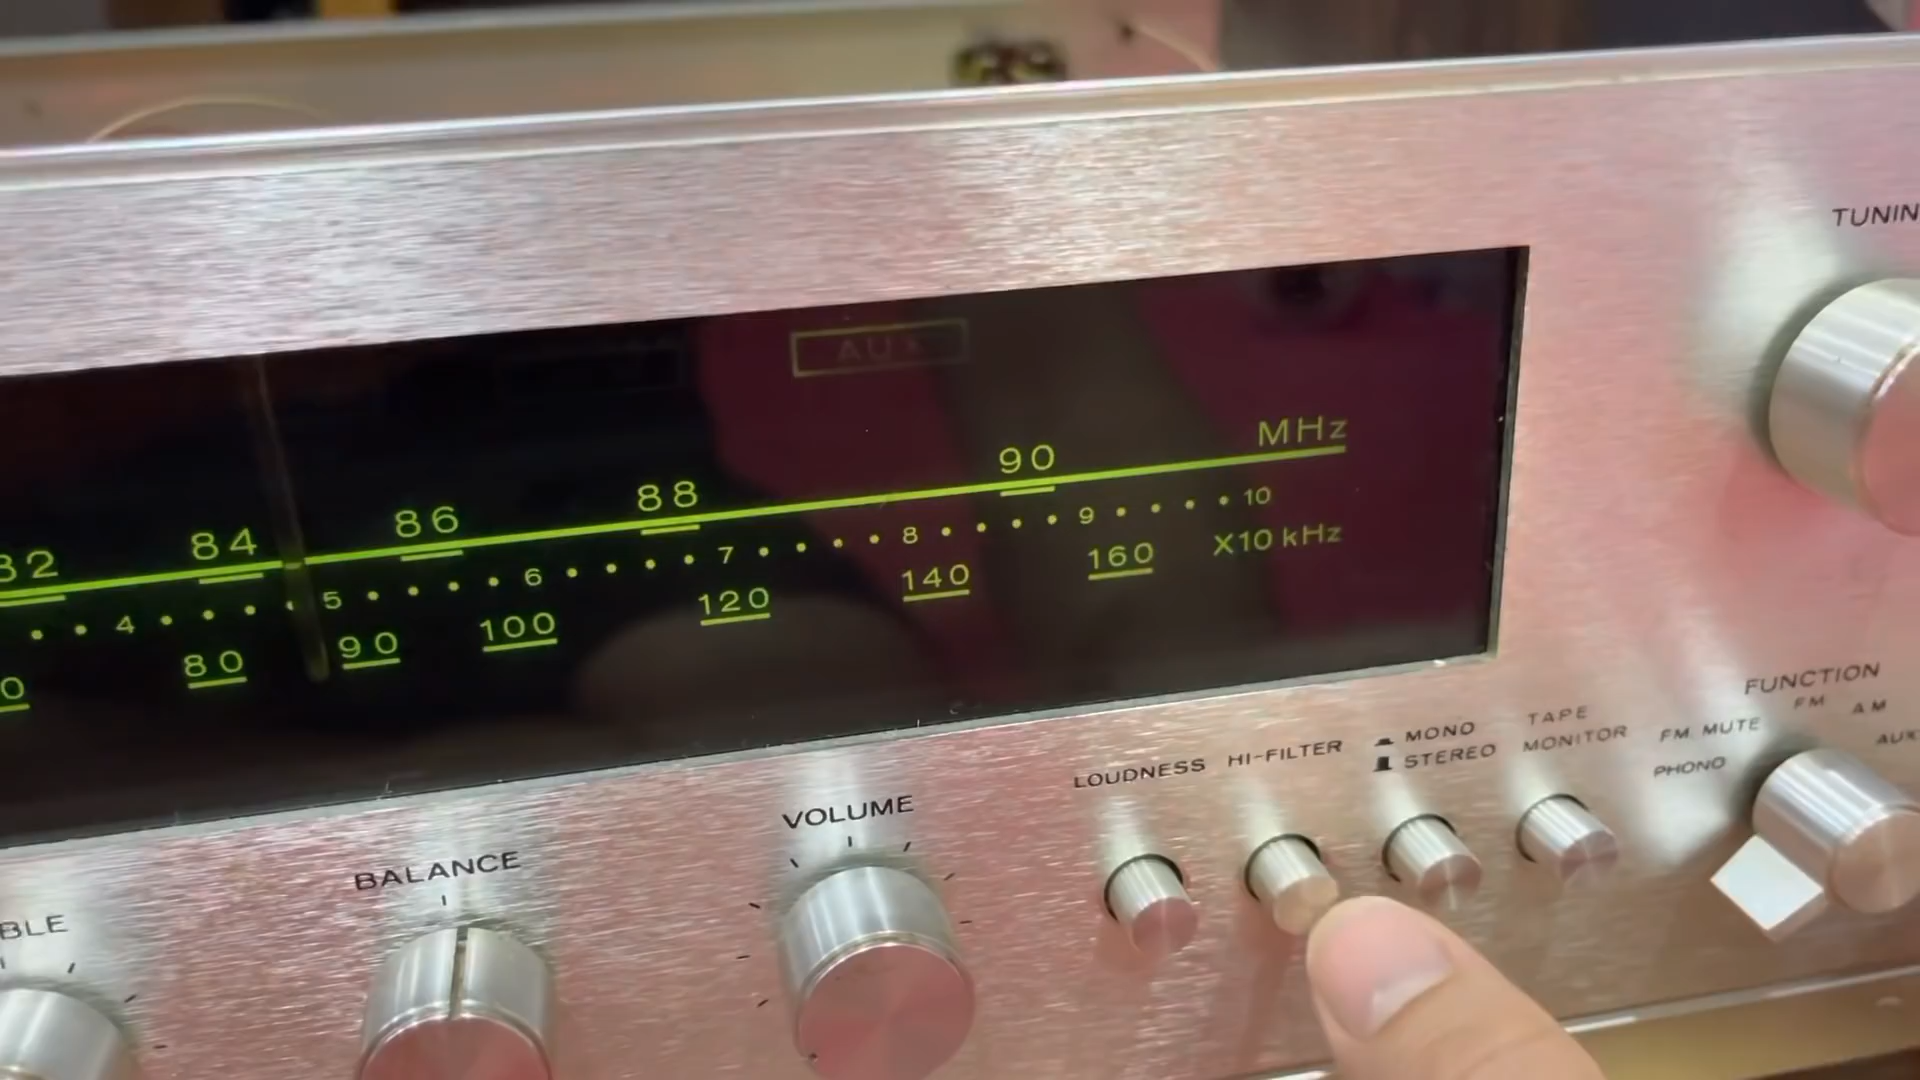 TUNIN
AUX
MHz
82 84 86 88 90
4 5 6 7 8 9 10
0 80 90 100 120 140 160 X10 kHz
FUNCTION
FM AM
AUX
FM MUTE
PHONO
TAPE
MONITOR
MONO
STEREO
HI-FILTER
LOUDNESS
VOLUME
BALANCE
BLE